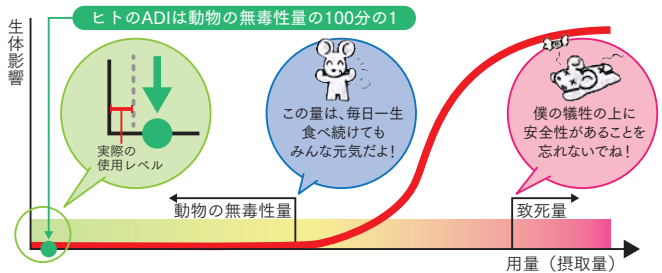 ヒトのADIは動物の無毒性量の100分の1
生体影響
実際の
使用レベル
この量は、毎日一生
食べ続けても
みんな元気だよ！
僕の犠牲の上に
安全性があることを
忘れないでね！
動物の無毒性量
致死量
用量（摂取量）